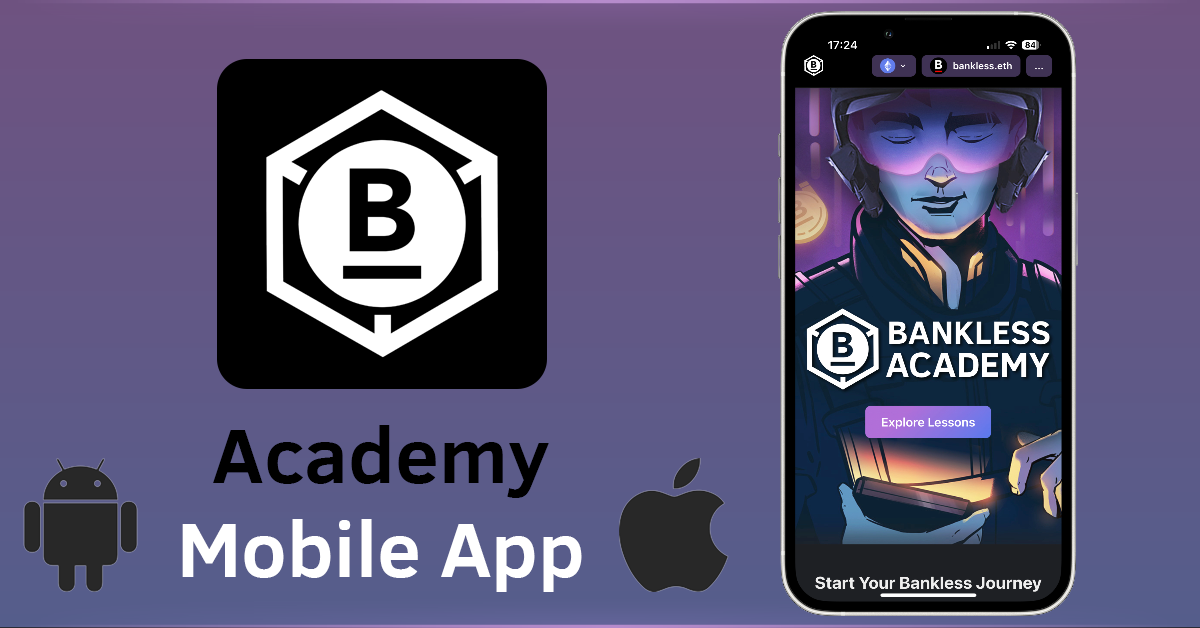 B
Academy
Mobile App
17:24
84
B
B
bankless.eth
...
B
BANKLESS
ACADEMY
Explore Lessons
Start Your Bankless Journey